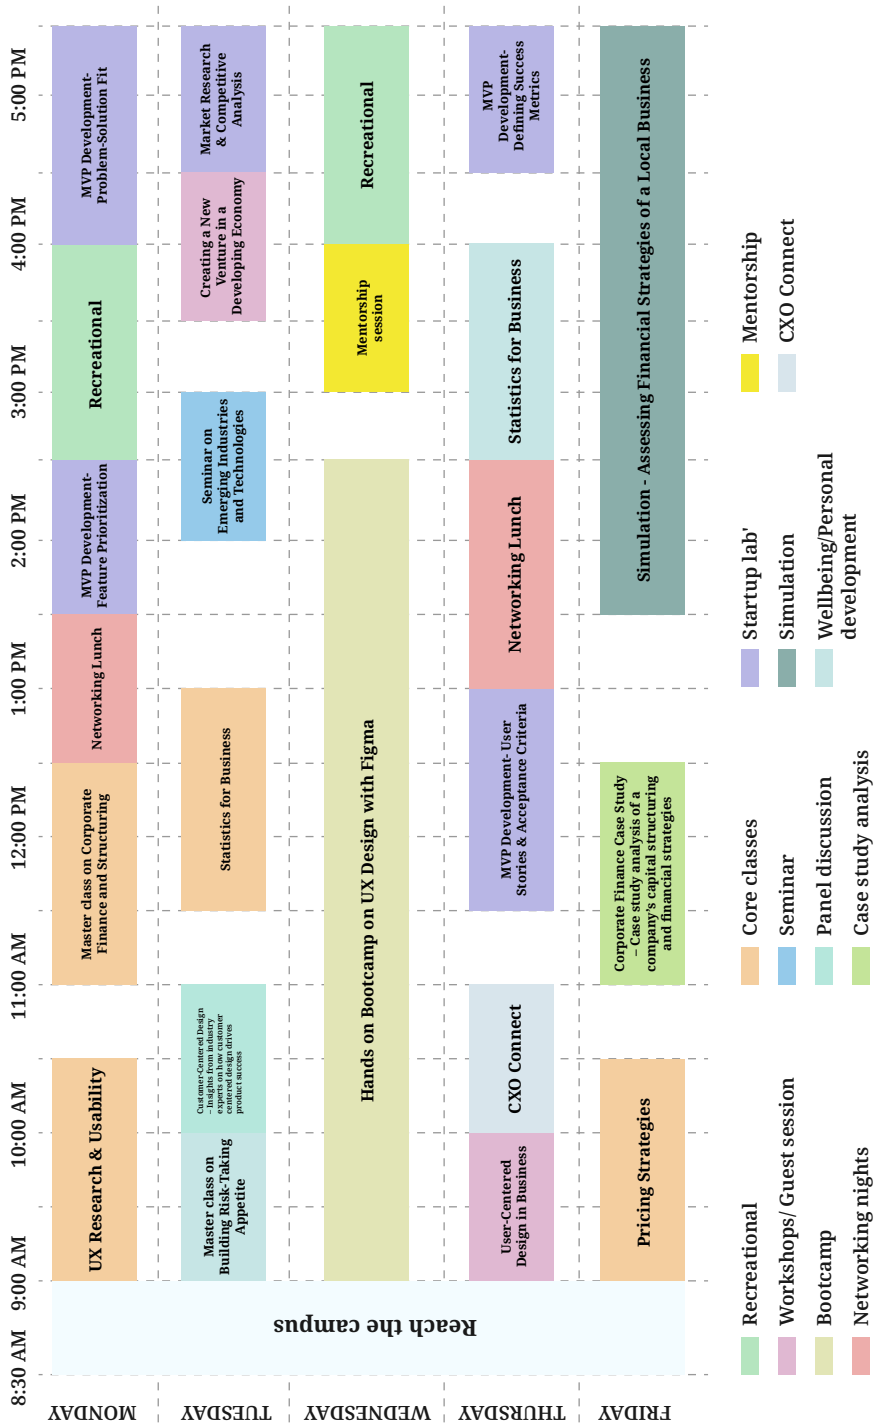 8:30 AM
9:00 AM
10:00 AM
11:00 AM
12:00 PM
1:00 PM
2:00 PM
3:00 PM
4:00 PM
5:00 PM
MONDAY
TUESDAY
WEDNESDAY
THURSDAY
FRIDAY
Reach the campus
UX Research & Usability
Master class on Corporate
Finance and Structuring
Networking Lunch
MVP Development-
Feature Prioritization
Recreational
MVP Development-
Problem-Solution Fit
Master class on
Building Risk-Taking
Appetite
Customer-Centered Design
– Insights from industry
experts on how customer
centered design drives
product success
Statistics for Business
Seminar on
Emerging Industries
and Technologies
Creating a New
Venture in a
Developing Economy
Market Research
& Competitive
Analysis
Hands on Bootcamp on UX Design with Figma
Mentorship
session
Recreational
User-Centered
Design in Business
CXO Connect
MVP Development- User
Stories & Acceptance Criteria
Networking Lunch
Statistics for Business
MVP
Development-
Defining Success
Metrics
Pricing Strategies
Corporate Finance Case Study
– Case study analysis of a
company's capital structuring
and financial strategies
Simulation - Assessing Financial Strategies of a Local Business
Recreational
Workshops/ Guest session
Bootcamp
Networking nights
Core classes
Seminar
Panel discussion
Case study analysis
Startup lab'
Simulation
Wellbeing/Personal
development
Mentorship
CXO Connect